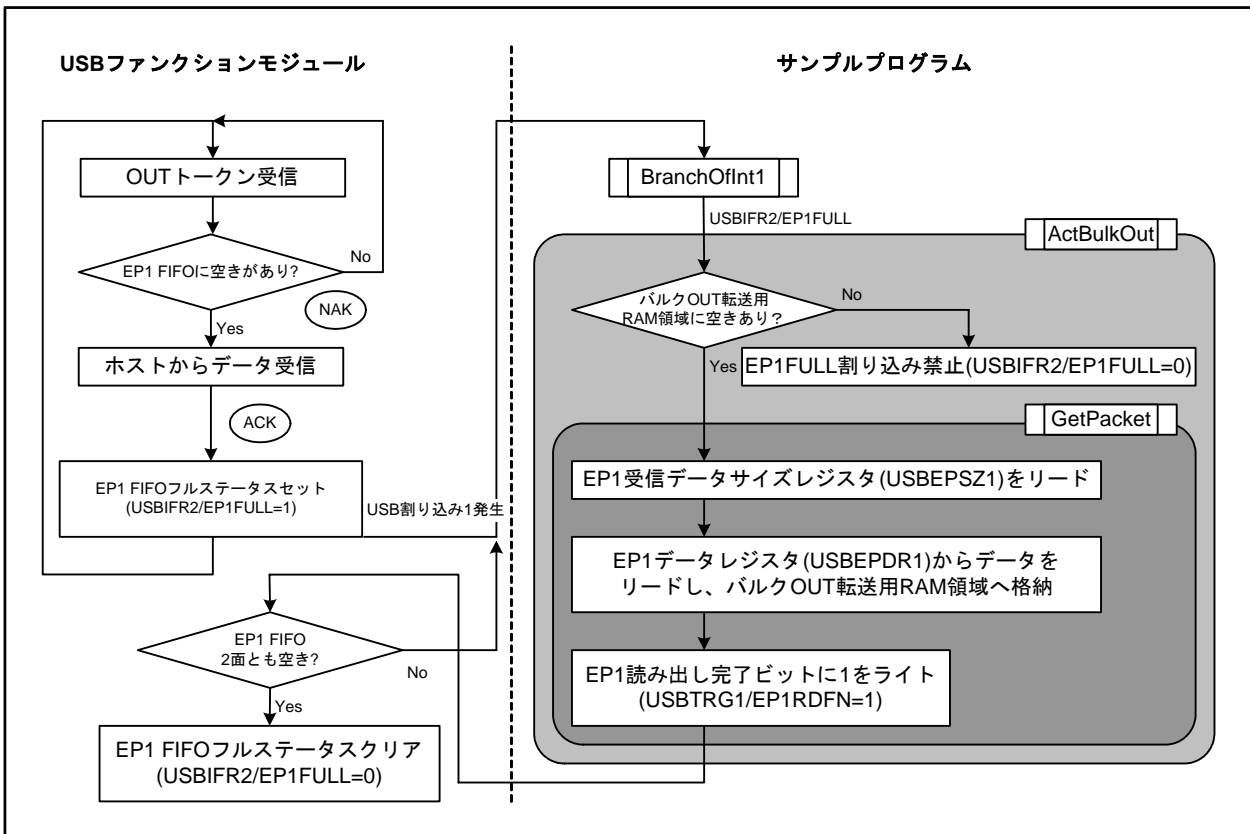 USBファンクションモジュール
サンプルプログラム
OUTトークン受信
EP1 FIFOに空きがあり?
No
NAK
Yes
ホストからデータ受信
ACK
EP1 FIFOフルステータスセット
(USBIFR2/EP1FULL=1)
USB割り込み1発生
EP1 FIFO
2面とも空き?
No
Yes
EP1 FIFOフルステータスクリア
(USBIFR2/EP1FULL=0)
BranchOfInt1
USBIFR2/EP1FULL
ActBulkOut
バルクOUT転送用
RAM領域に空きあり？
No
Yes
EP1FULL割り込み禁止(USBIFR2/EP1FULL=0)
GetPacket
EP1受信データサイズレジスタ(USBEPSZ1)をリード
EP1データレジスタ(USBEPDR1)からデータを
リードし、バルクOUT転送用RAM領域へ格納
EP1読み出し完了ビットに1をライト
(USBTRG1/EP1RDFN=1)